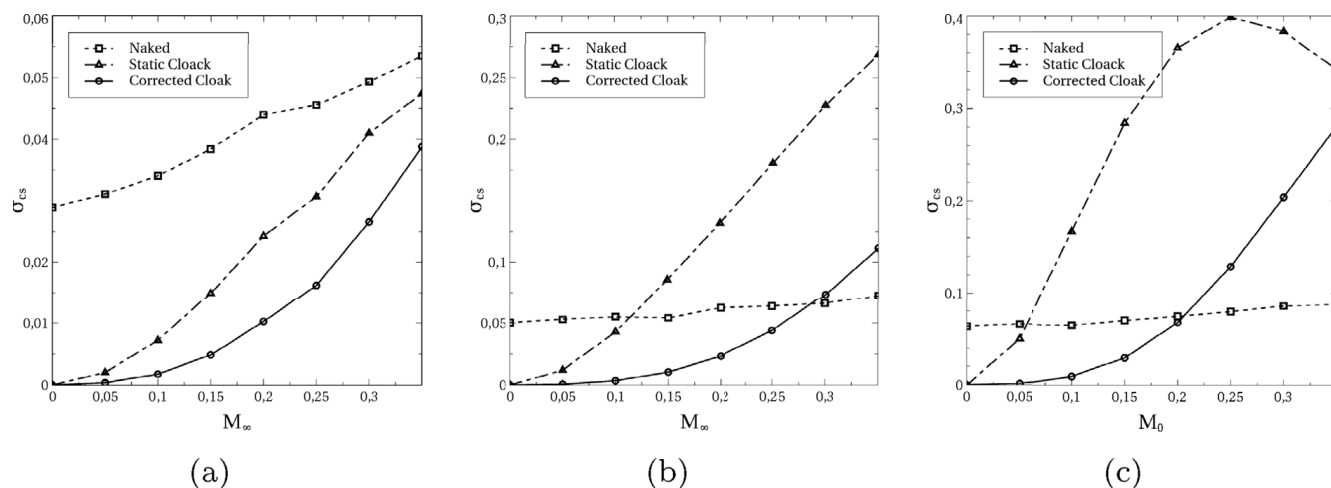 0,06
0,05
0,04
σcs
0,02
0,01
0
Naked
Static Cloack
Corrected Cloak
0 0,05 0,1 0,15 0,2 0,25 0,3
M∞
(a)
0,3
0,25
0,2
σcs
0,1
0,05
0
Naked
Static Cloack
Corrected Cloak
0 0,05 0,1 0,15 0,2 0,25 0,3
M∞
(b)
0,4
0,4
0,2
σcs
0,1
0
Naked
Static Cloack
Corrected Cloak
0 0,05 0,1 0,15 0,2 0,25 0,3
M0
(c)